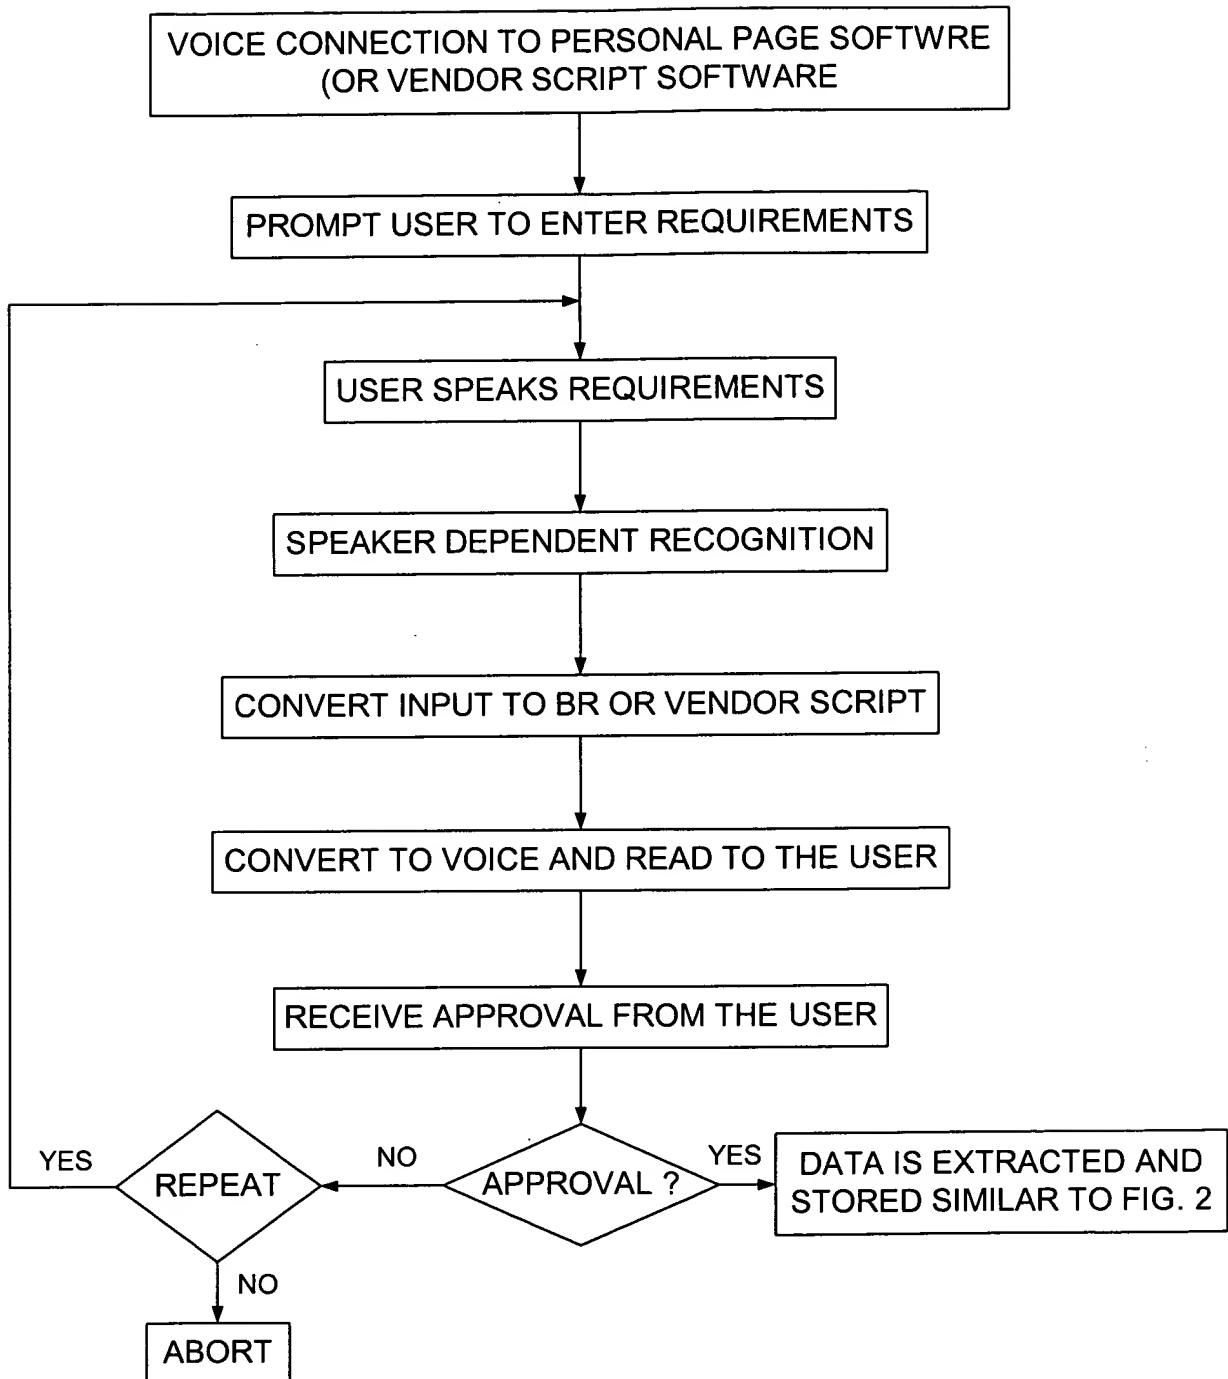 VOICE CONNECTION TO PERSONAL PAGE SOFTWRE
(OR VENDOR SCRIPT SOFTWARE
PROMPT USER TO ENTER REQUIREMENTS
USER SPEAKS REQUIREMENTS
SPEAKER DEPENDENT RECOGNITION
CONVERT INPUT TO BR OR VENDOR SCRIPT
CONVERT TO VOICE AND READ TO THE USER
RECEIVE APPROVAL FROM THE USER
YES
REPEAT
NO
APPROVAL ?
YES
DATA IS EXTRACTED AND
STORED SIMILAR TO FIG. 2
NO
ABORT